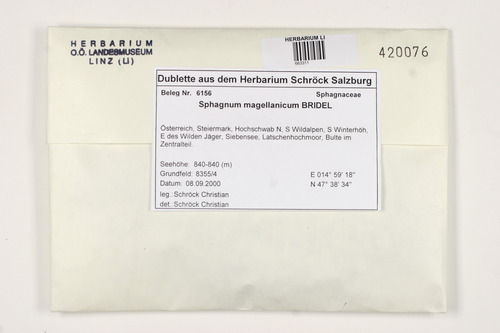 HERBARIUM
O.Ö. LANDESMUSEUM
LINZ (LI)
HERBARIUM LI
420076
Dublette aus dem Herbarium Schröck Salzburg
Beleg Nr. 6156 Sphagnaceae
Sphagnum magellanicum BRIDEL
Österreich, Steiermark, Hochschwab N, S Wildalpen, S Winterhöh,
E des Wilden Jäger, Siebensee, Latschenhochmoor, Bulte im
Zentralteil.
Seehöhe: 840-840 (m)
Grundfeld: 8355/4 E 014° 59' 18"
Datum: 08.09.2000 N 47° 38' 34"
leg. Schröck Christian
det. Schröck Christian